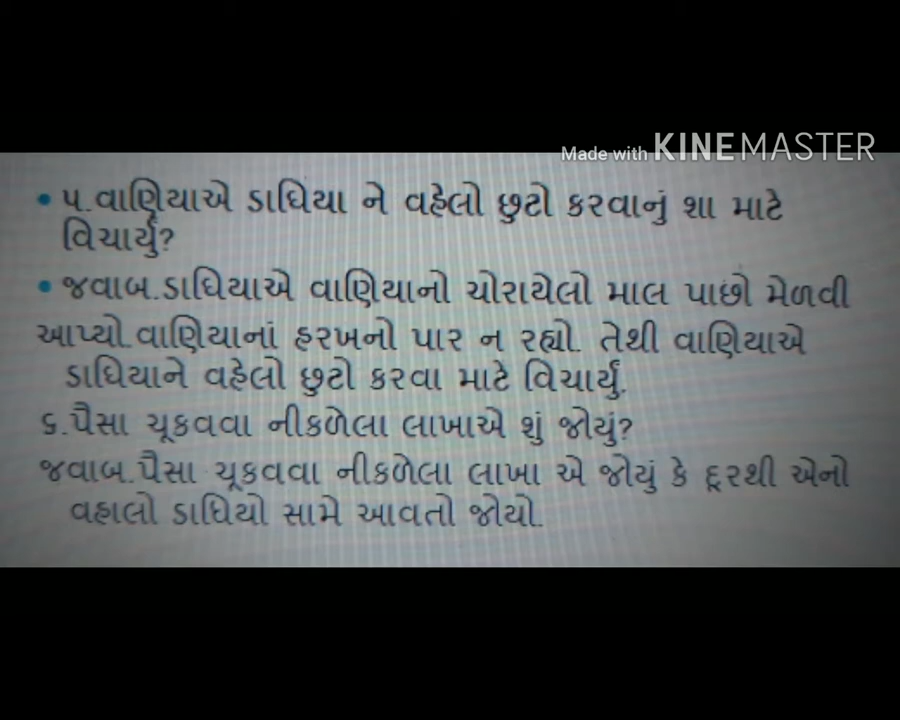 Made with KINEMASTER
• ૫.વાણિયાએ ડાઘિયા ને વહેલો છુટો કરવાનું શા માટે
વિચાર્યું?
• જવાબ.ડાઘિયાએ વાણિયાનો ચોરાયેલો માલ પાછો મેળવી
આપ્યો.વાણિયાનાં હરખનો પાર ન રહ્યો. તેથી વાણિયાએ
ડાઘિયાને વહેલો છુટો કરવા માટે વિચાર્યું.
૬.પૈસા ચૂકવવા નીકળેલા લાખાએ શું જોયું?
જવાબ.પૈસા ચૂકવવા નીકળેલા લાખા એ જોયું કે દૂરથી એનો
વહાલો ડાઘિયો સામે આવતો જોયો.